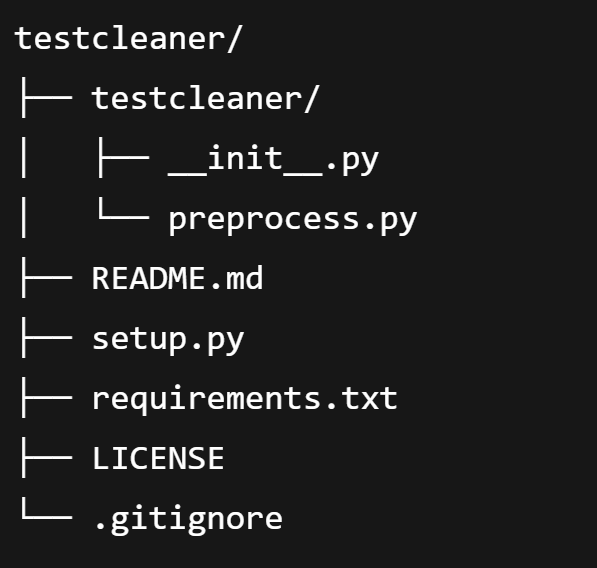 testcleaner/
├── testcleaner/
│   ├── __init__.py
│   └── preprocess.py
├── README.md
├── setup.py
├── requirements.txt
├── LICENSE
└── .gitignore